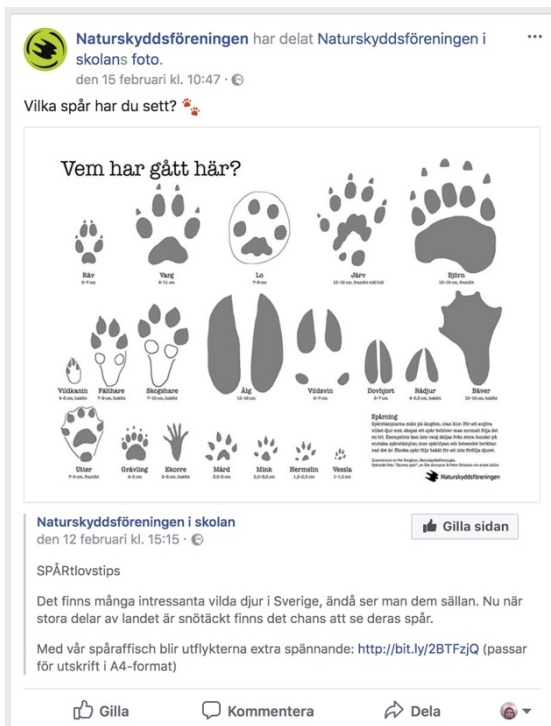 Naturskyddsföreningen har delat Naturskyddsföreningen i
skolans foto.
den 15 februari kl. 10:47 ·
Vilka spår har du sett?
Vem har gått här?
Räv
Varg
Lo
Järv
Björn
Vildkanin
Fälthare
Skogshare
Älg
Vildsvin
Dovhjort
Rådjur
Bäver
Utter
Grävling
Ekorre
Mård
Mink
Hermelin
Vessla
Spårning
Naturskyddsföreningen
Naturskyddsföreningen i skolan
den 12 februari kl. 15:15 ·
Gilla sidan
SPÅRtlovstips
Det finns många intressanta vilda djur i Sverige, ändå ser man dem sällan. Nu när
stora delar av landet är snötäckt finns det chans att se deras spår.
Med vår spåraffisch blir utflykterna extra spännande: http://bit.ly/2BTFzjQ (passar
för utskrift i A4-format)
Gilla
Kommentera
Dela